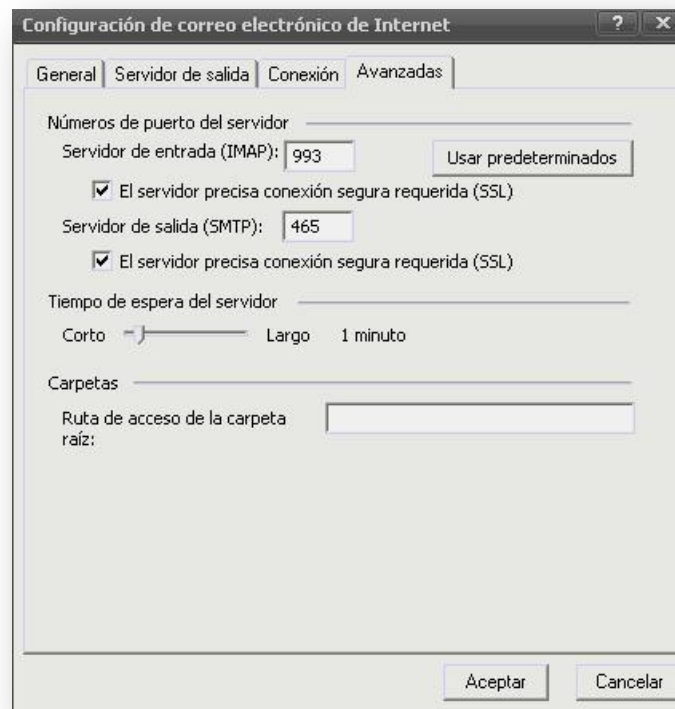 Configuración de correo electrónico de Internet
General Servidor de salida Conexión Avanzadas
Números de puerto del servidor
Servidor de entrada (IMAP): 993 Usar predeterminados
El servidor precisa conexión segura requerida (SSL)
Servidor de salida (SMTP): 465
El servidor precisa conexión segura requerida (SSL)
Tiempo de espera del servidor
Corto Largo 1 minuto
Carpetas
Ruta de acceso de la carpeta
raíz:
Aceptar Cancelar